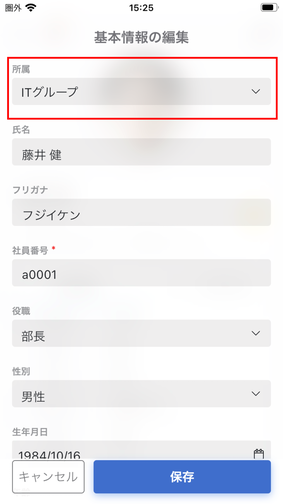 圏外 15:25
基本情報の編集
所属
ITグループ
氏名
藤井 健
フリガナ
フジイケン
社員番号 *
a0001
役職
部長
性別
男性
生年月日
1984/10/16
キャンセル 保存